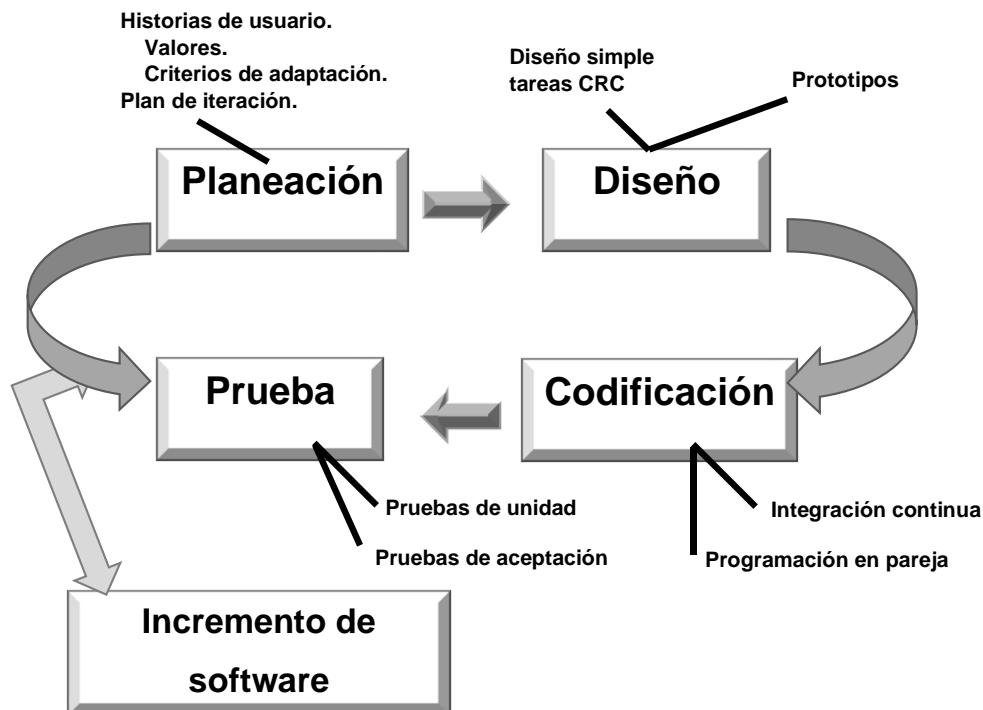 Historias de usuario.
Valores.
Criterios de adaptación.
Plan de iteración.
Diseño simple
tareas CRC
Prototipos
Planeación
Diseño
Prueba
Codificación
Pruebas de unidad
Pruebas de aceptación
Integración continua
Programación en pareja
Incremento de
software